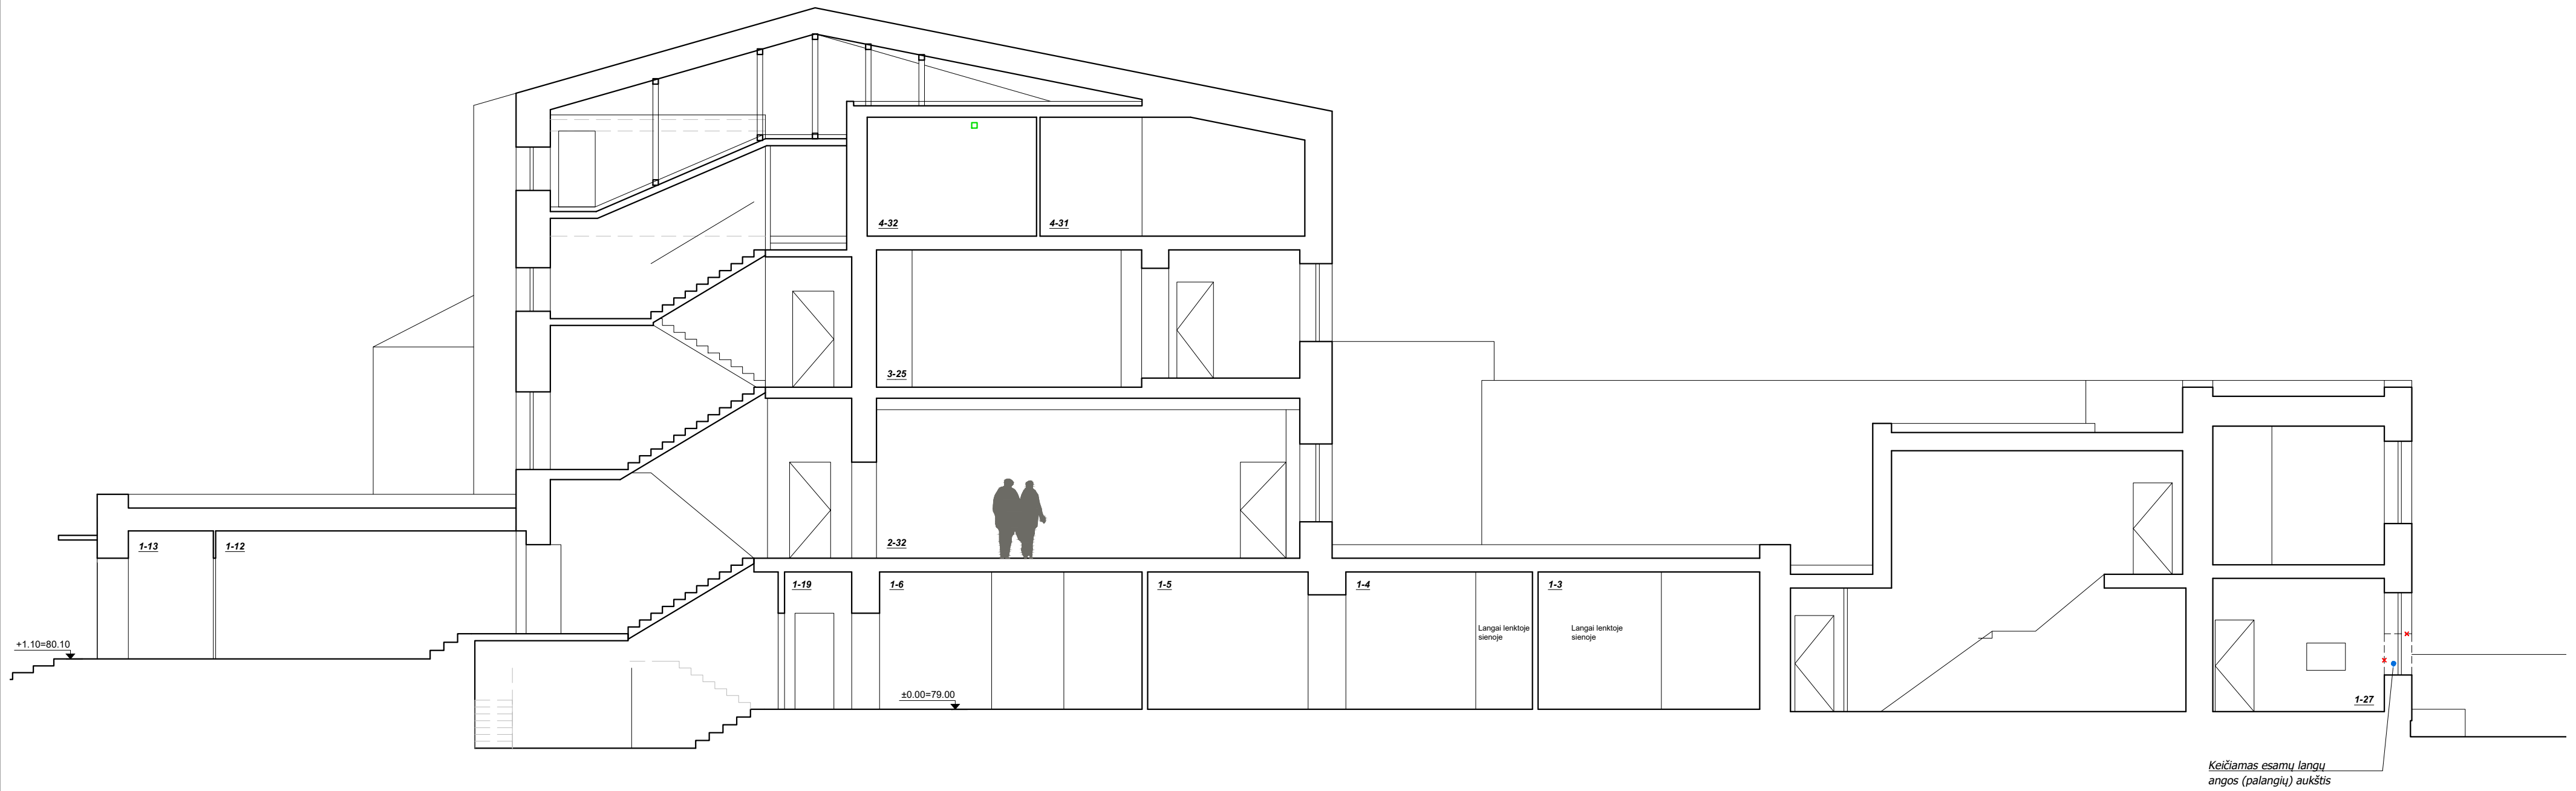 4-32
4-31
3-25
2-32
1-13
1-12
1-19
1-6
1-5
1-4
1-3
Langai lenktoje
sienoje
Langai lenktoje
sienoje
+1.10=80.10
±0.00=79.00
1-27
Keičiamas esamų langų
angos (palangių) aukštis